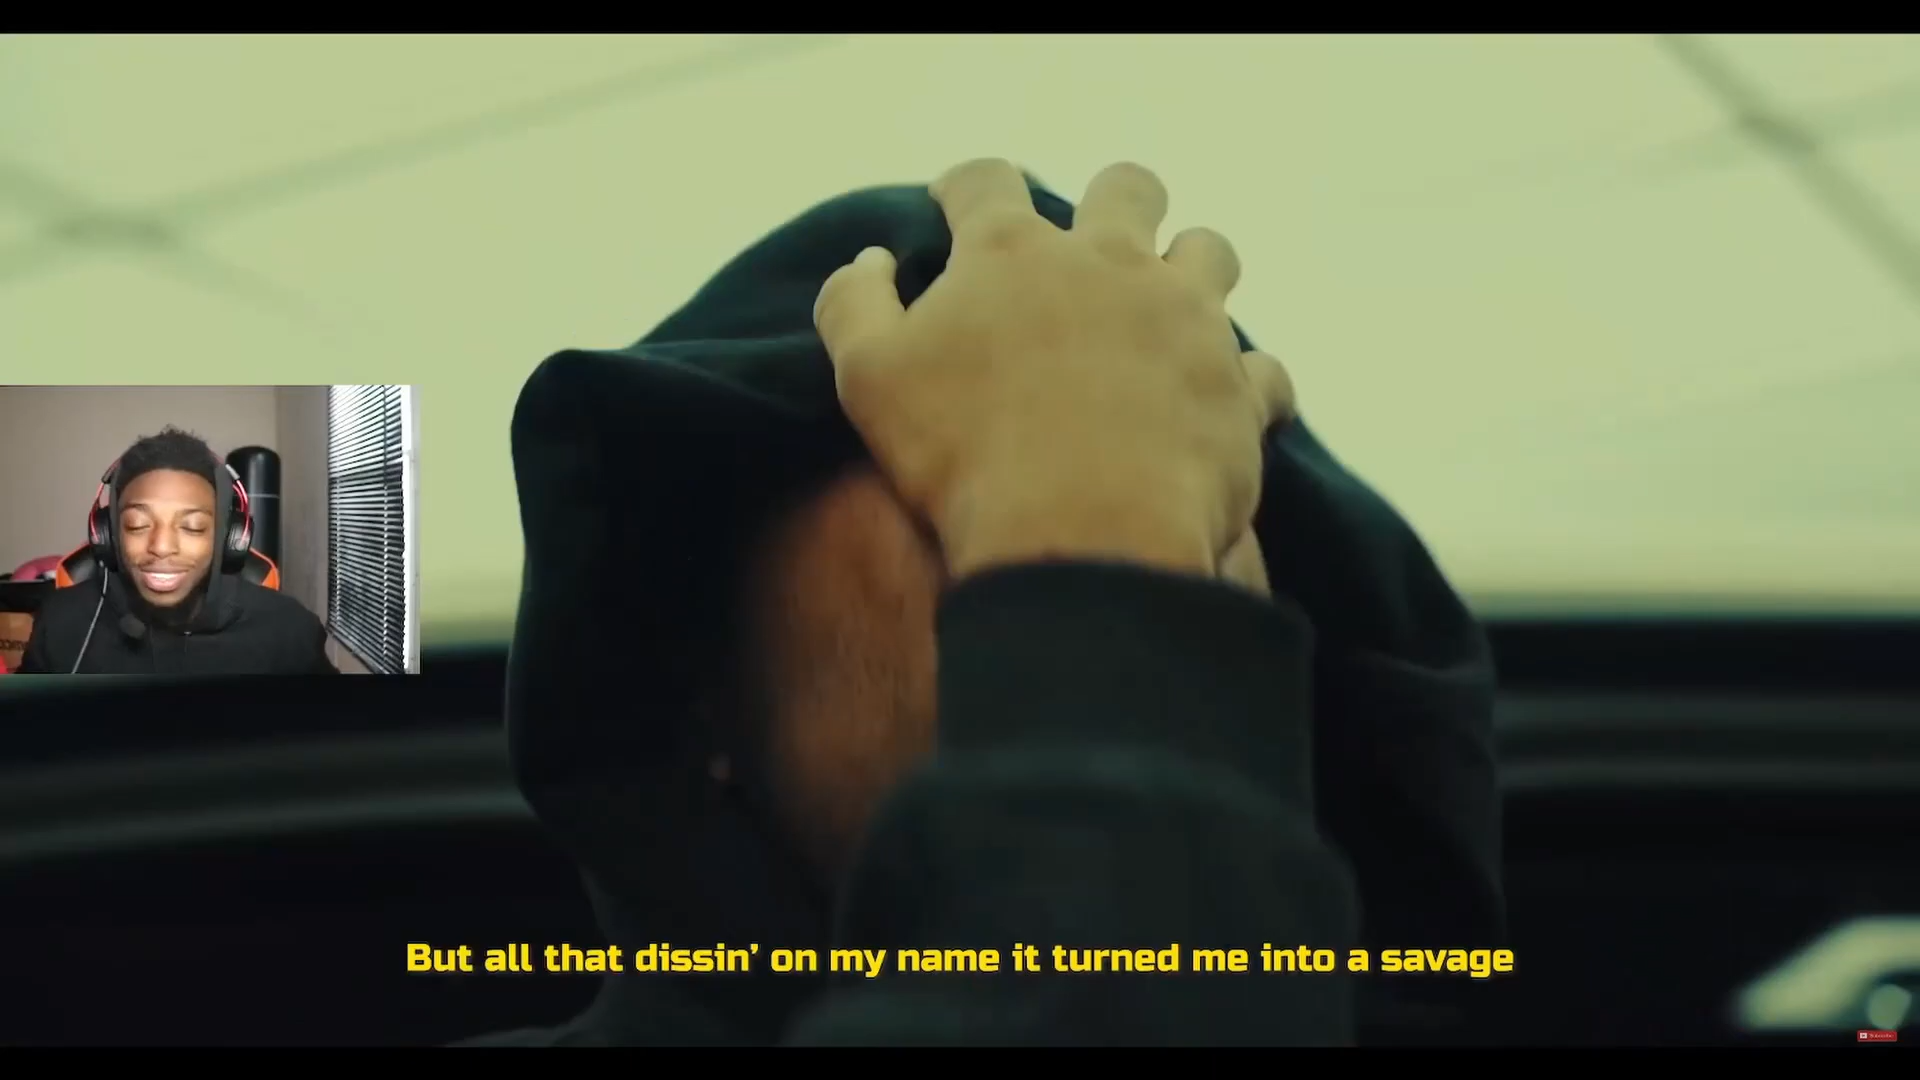 But all that dissin’ on my name it turned me into a savage